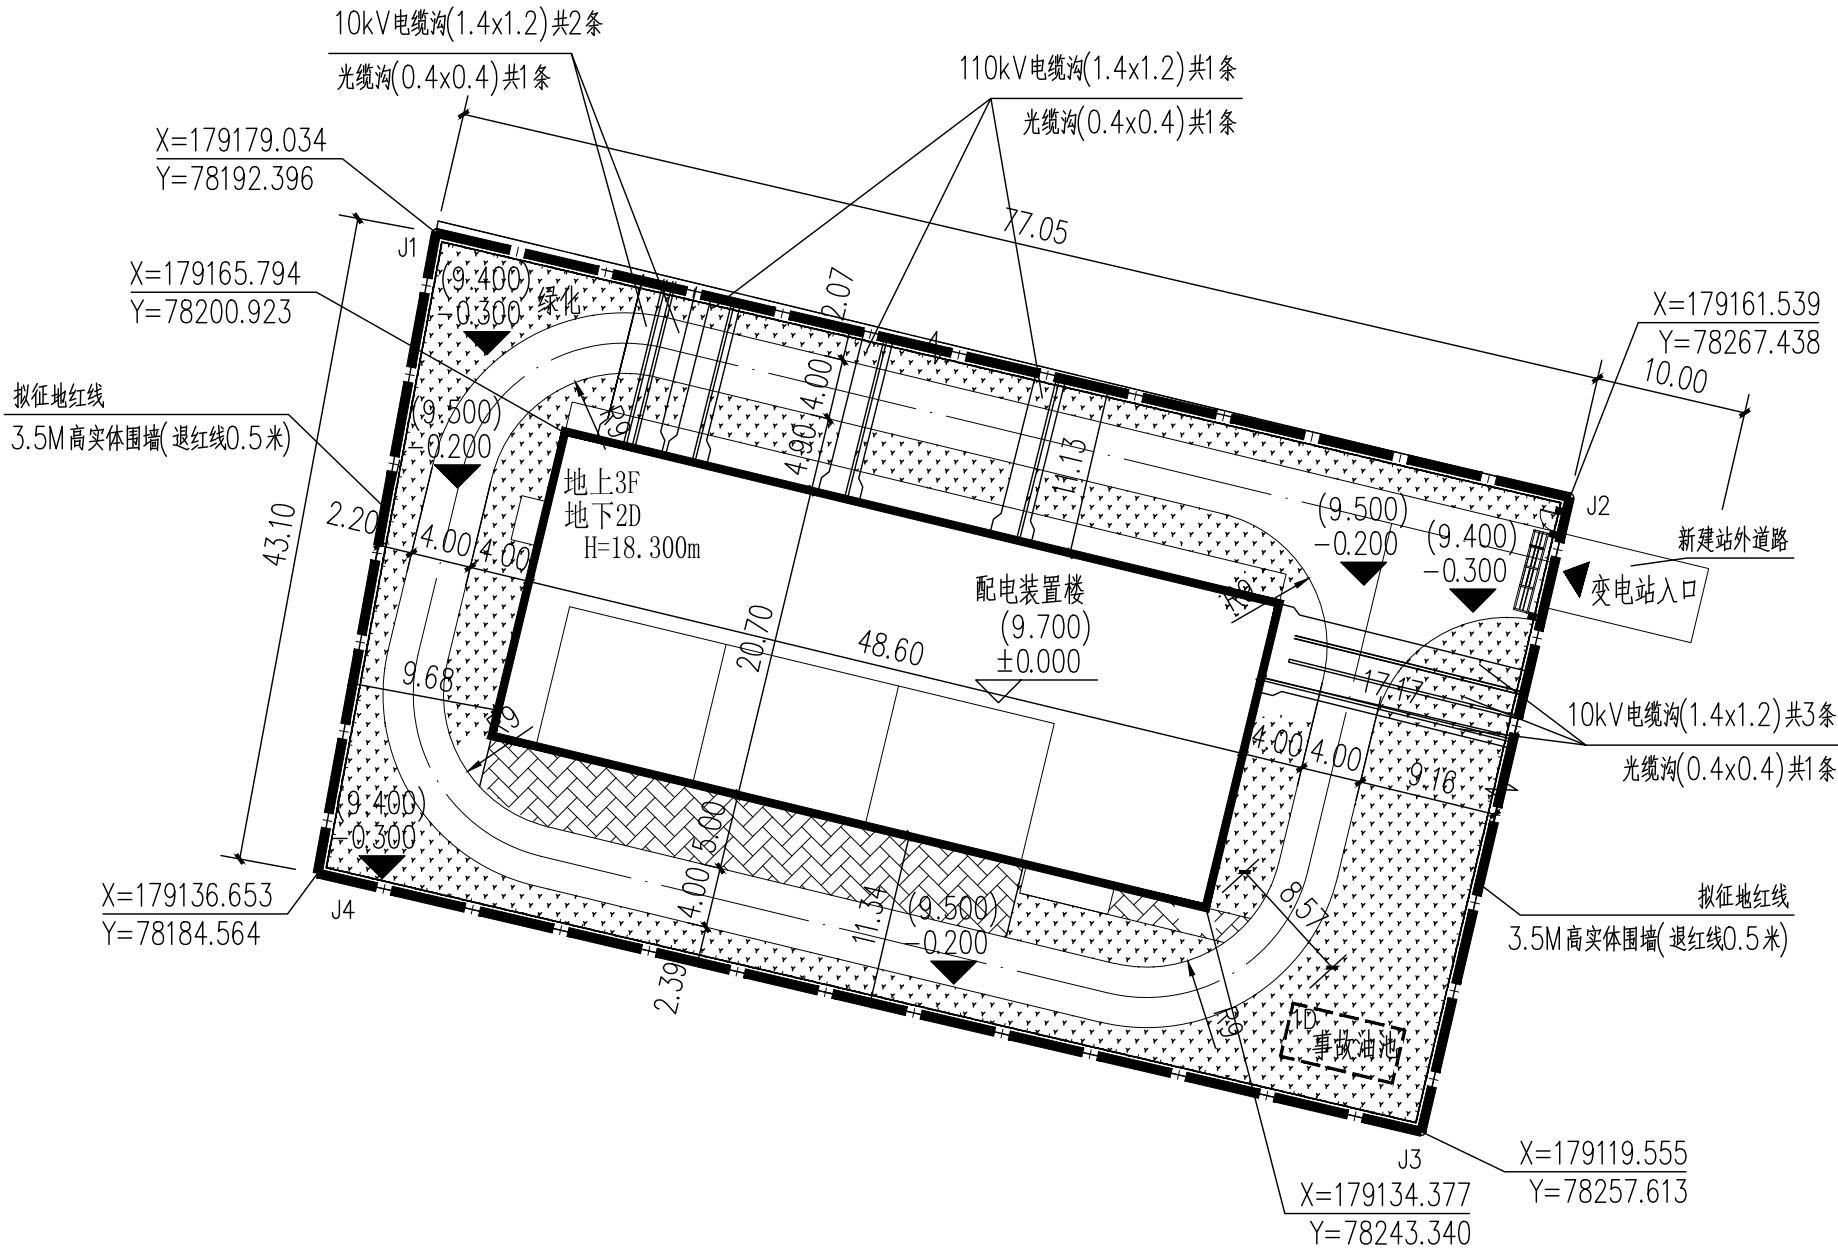 10kV电缆沟(1.4x1.2)共2条
光缆沟(0.4x0.4)共1条
110kV电缆沟(1.4x1.2)共1条
光缆沟(0.4x0.4)共1条
X=179179.034
Y=78192.396
77.05
J1
X=179165.794
Y=78200.923
(9.400)
-0.300
绿化
2.07
X=179161.539
Y=78267.438
10.00
拟征地红线
3.5M高实体围墙(退红线0.5米)
(9.500)
-0.200
R9
4.00
4.90
11.13
地上3F
地下2D
H=18.300m
J2
(9.500)
-0.200
(9.400)
-0.300
新建站外道路
变电站入口
43.10
2.20
4.00
4.00
配电装置楼
(9.700)
±0.000
R9
20.70
48.60
9.68
R9
17.17
10kV电缆沟(1.4x1.2)共3条
光缆沟(0.4x0.4)共1条
4.00
4.00
9.16
(9.400)
-0.300
5.00
4.00
11.34
(9.500)
-0.200
8.57
拟征地红线
3.5M高实体围墙(退红线0.5米)
X=179136.653
Y=78184.564
J4
2.39
R9
1D
事故油池
J3
X=179119.555
Y=78257.613
X=179134.377
Y=78243.340